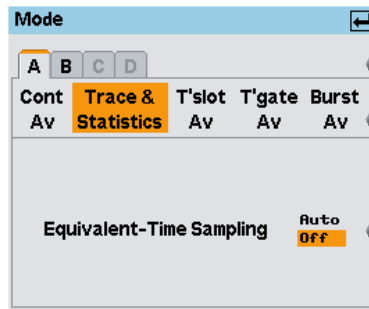 Mode
A B C D
Cont Trace & T'slot T'gate Burst
Av Statistics Av Av Av
Equivalent-Time Sampling Auto
Off